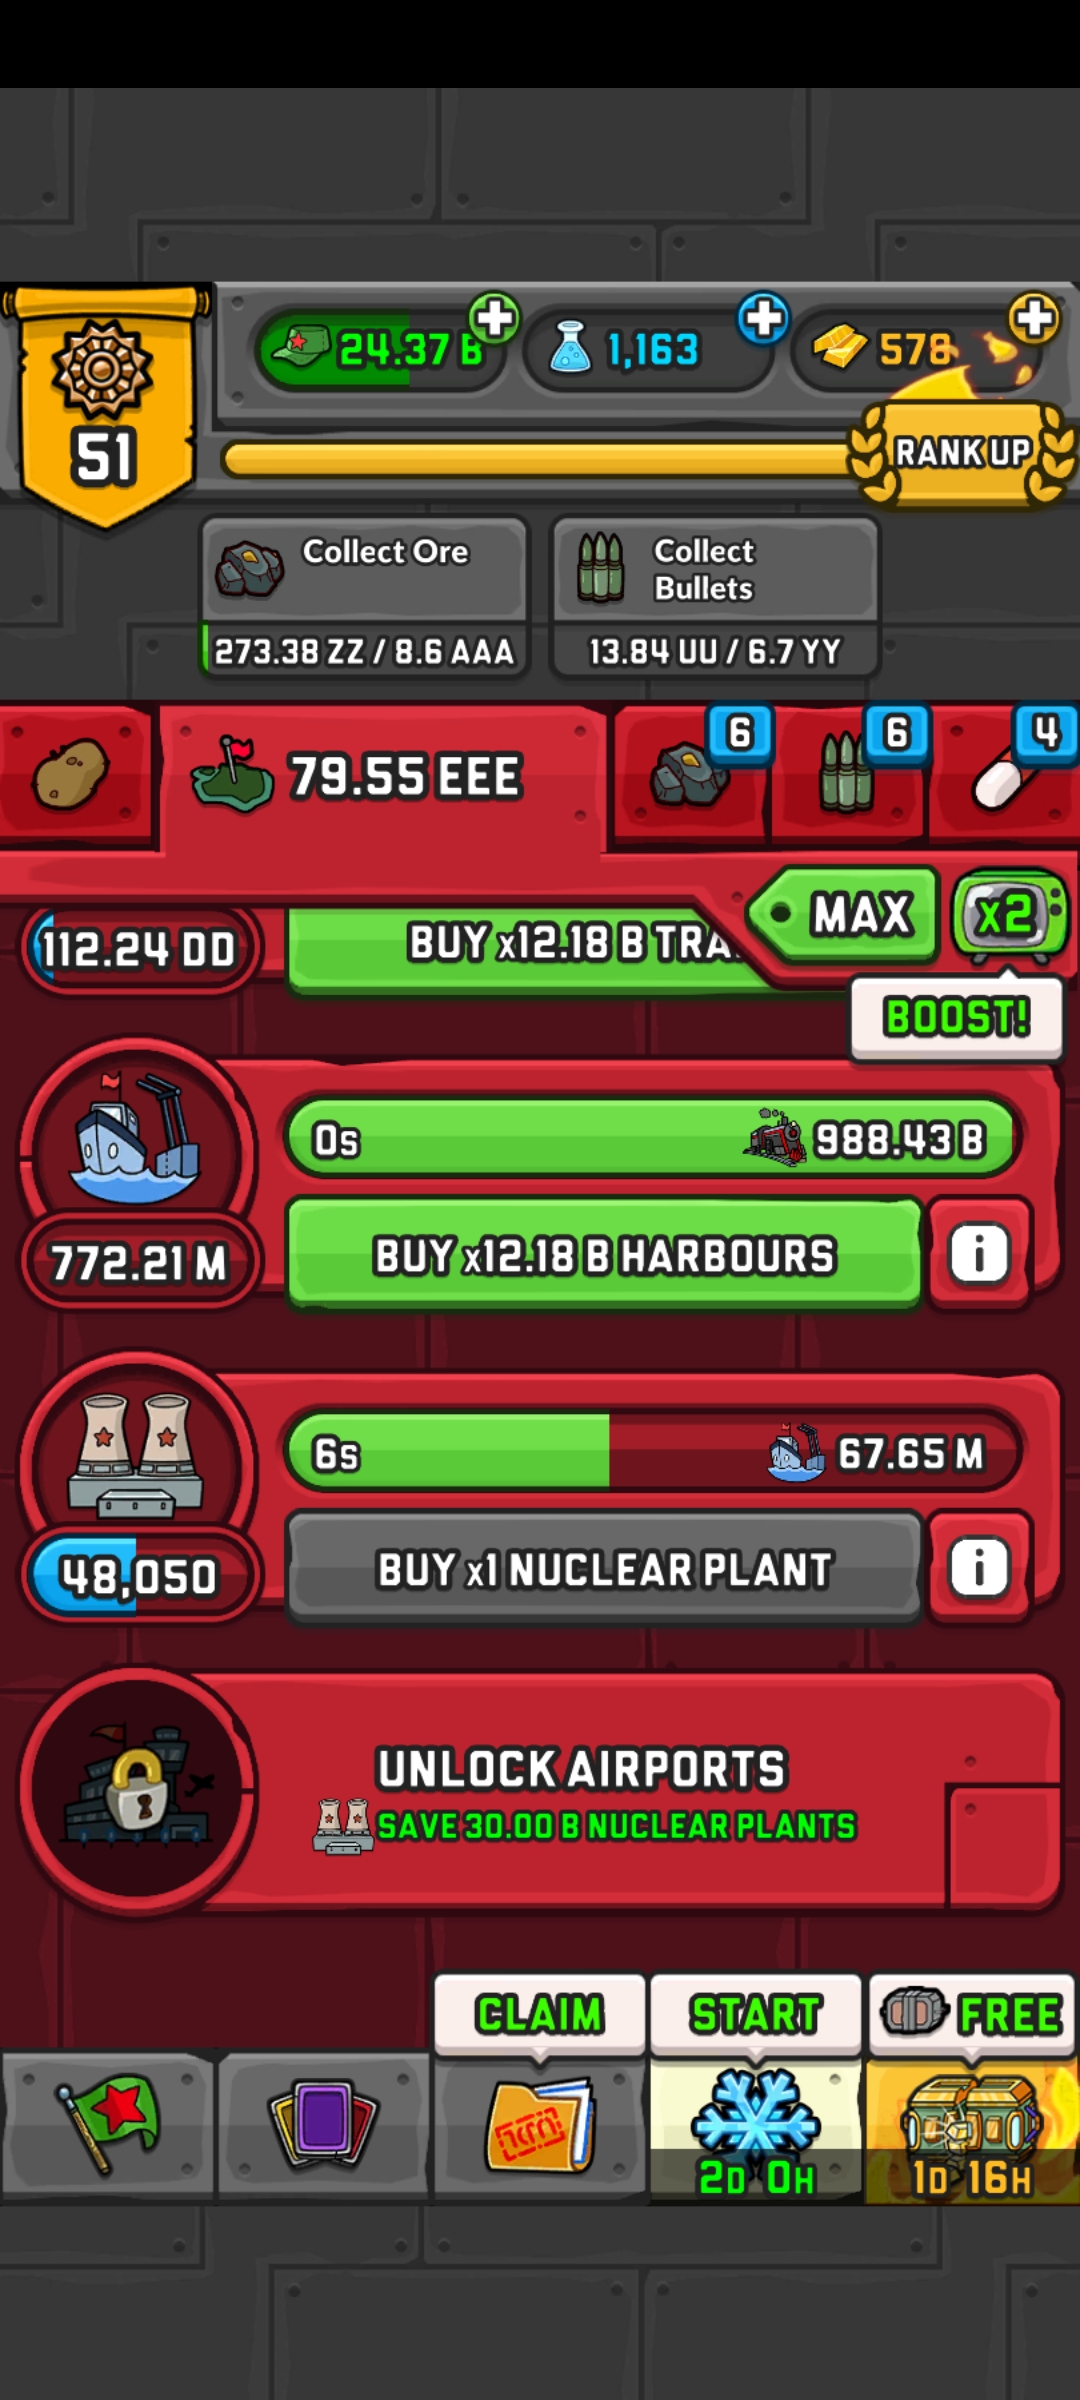 24.37 B
1,163
578
51
RANK UP
Collect Ore
273.38 ZZ / 8.6 AAA
Collect
Bullets
13.84 UU / 6.7 YY
79.55 EEE
6
6
4
MAX
x2
BOOST!
112.24 DD
BUY x12.18 B TRA
0s
988.43 B
772.21 M
BUY x12.18 B HARBOURS
i
6s
67.65 M
48,050
BUY x1 NUCLEAR PLANT
i
UNLOCK AIRPORTS
SAVE 30.00 B NUCLEAR PLANTS
CLAIM
START
FREE
2D 0H
1D 16H